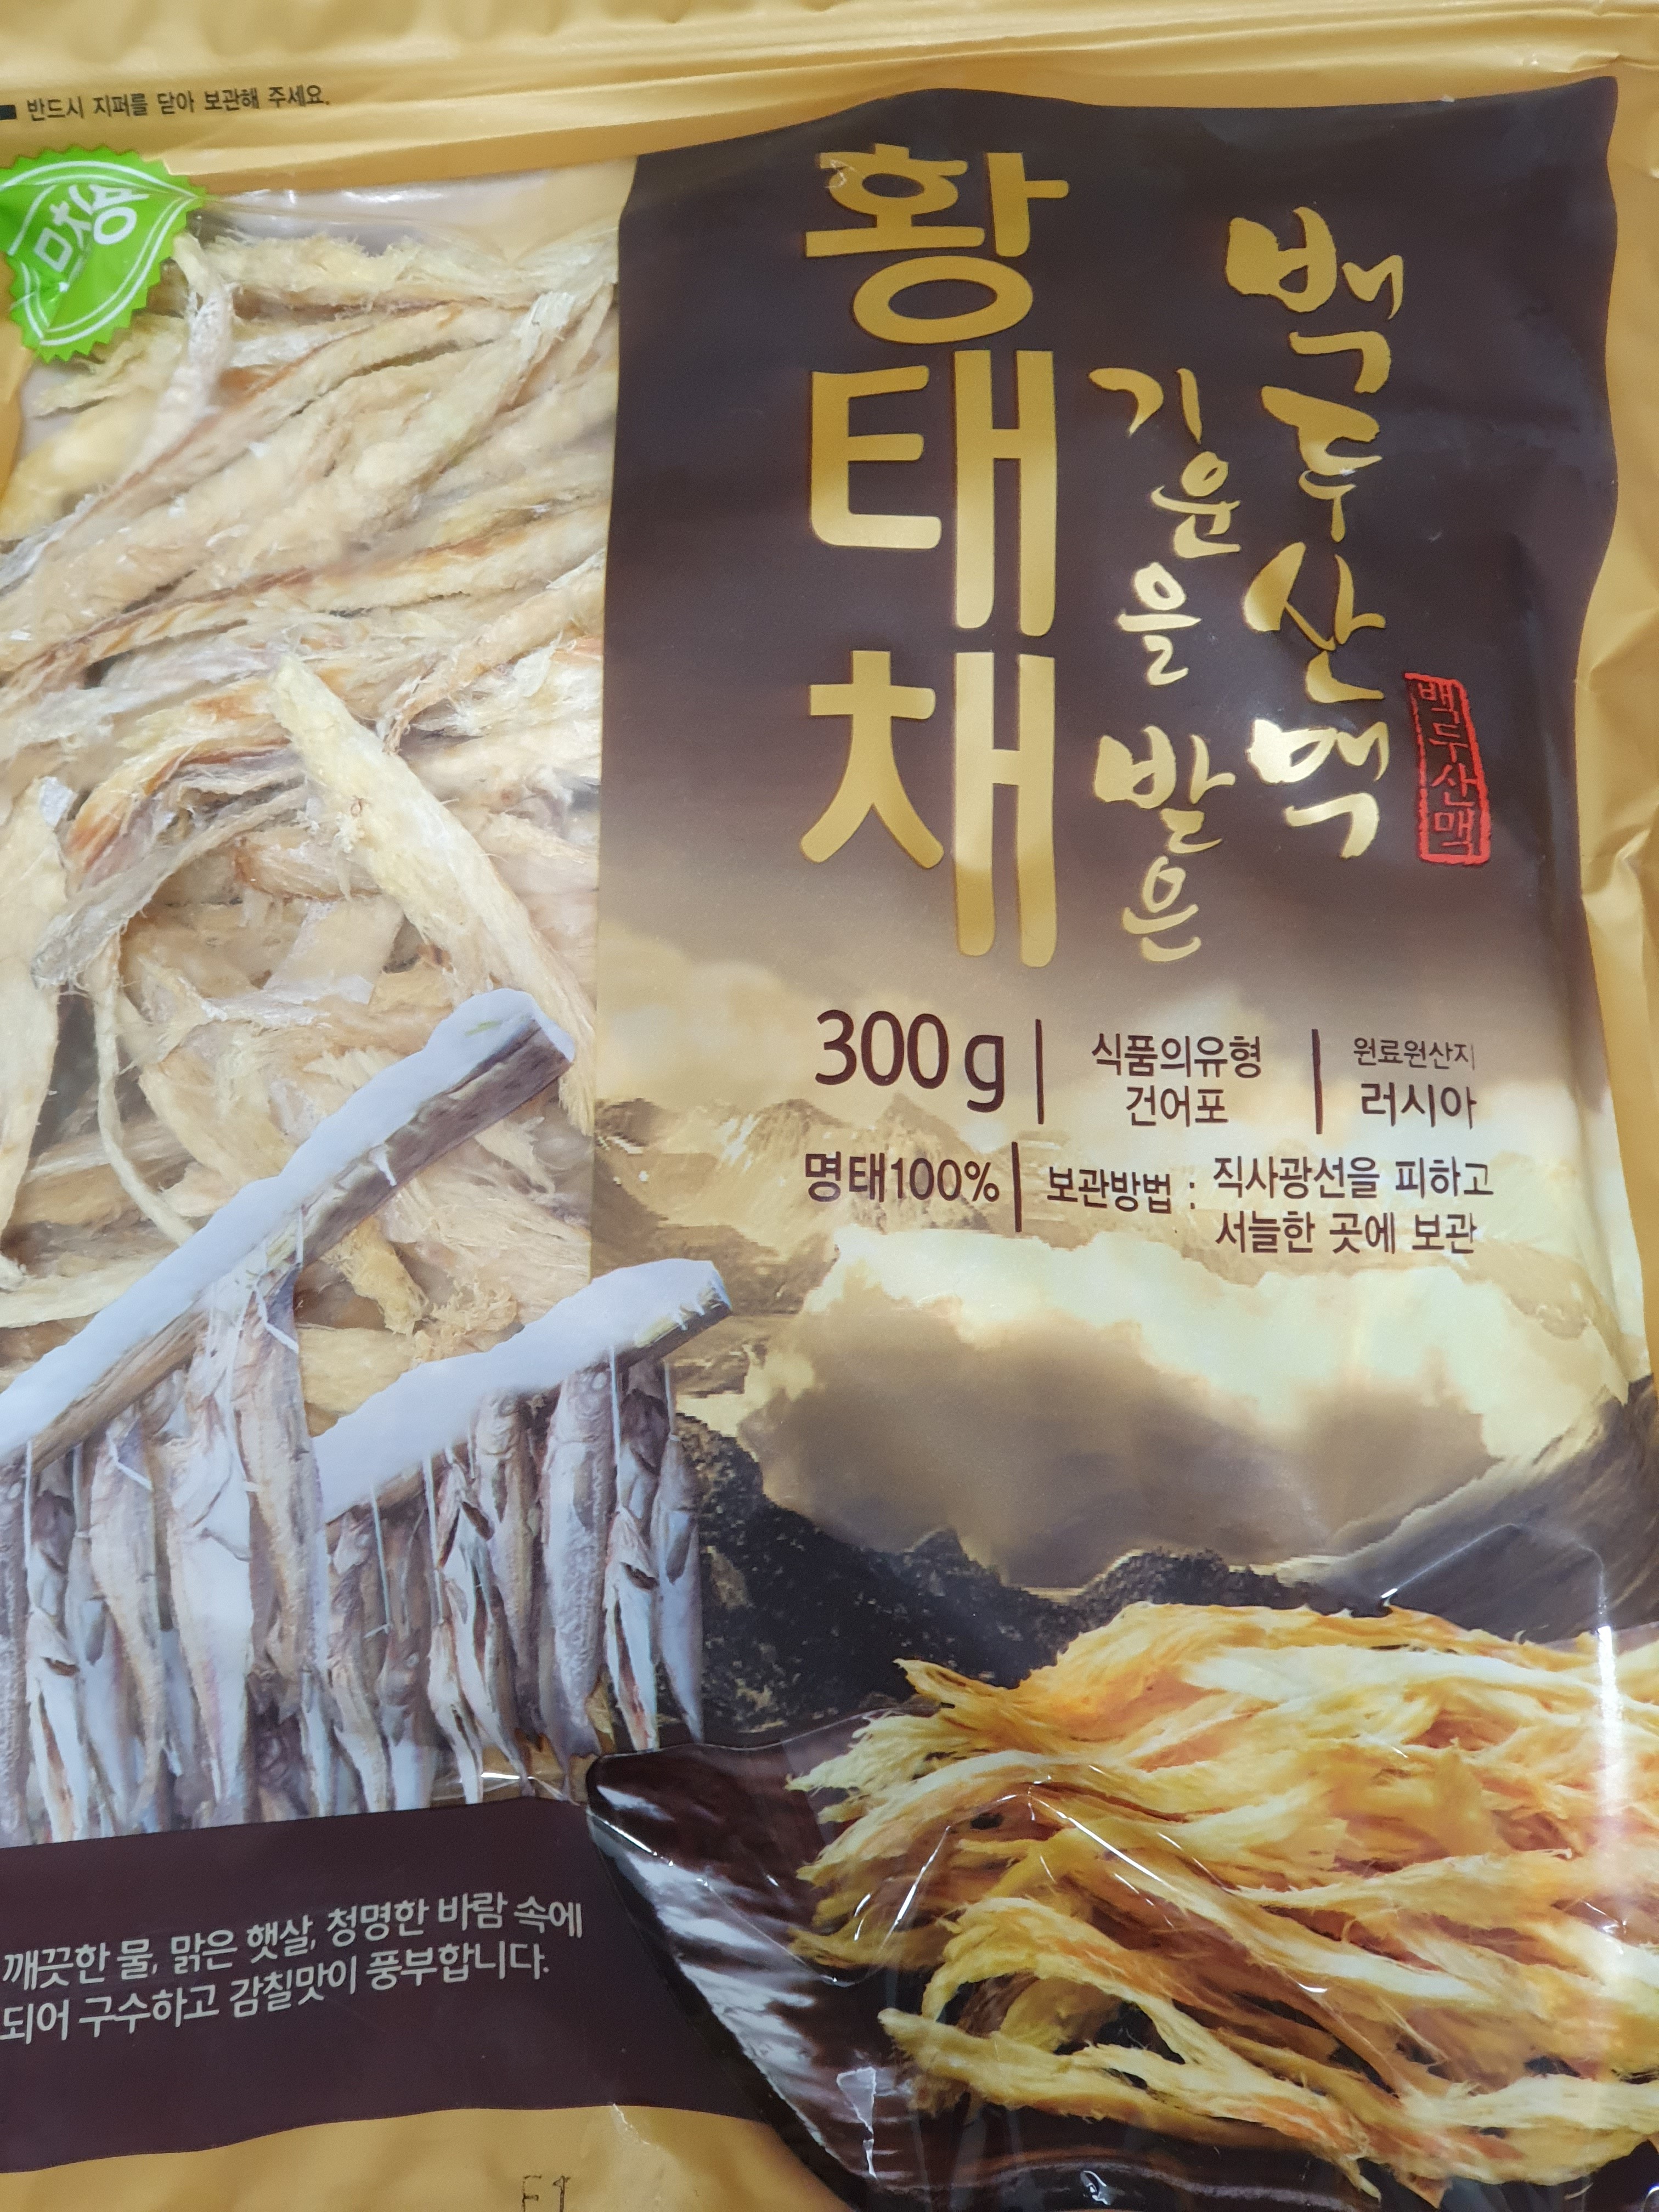 ■ 반드시 지퍼를 닫아 보관해 주세요.
백두산맥
기운을 받은
황태채
백두산맥
300g
식품의유형
건어포
원료원산지
러시아
명태100%
보관방법 : 직사광선을 피하고
서늘한 곳에 보관
깨끗한 물, 맑은 햇살, 청명한 바람 속에
되어 구수하고 감칠맛이 풍부합니다.